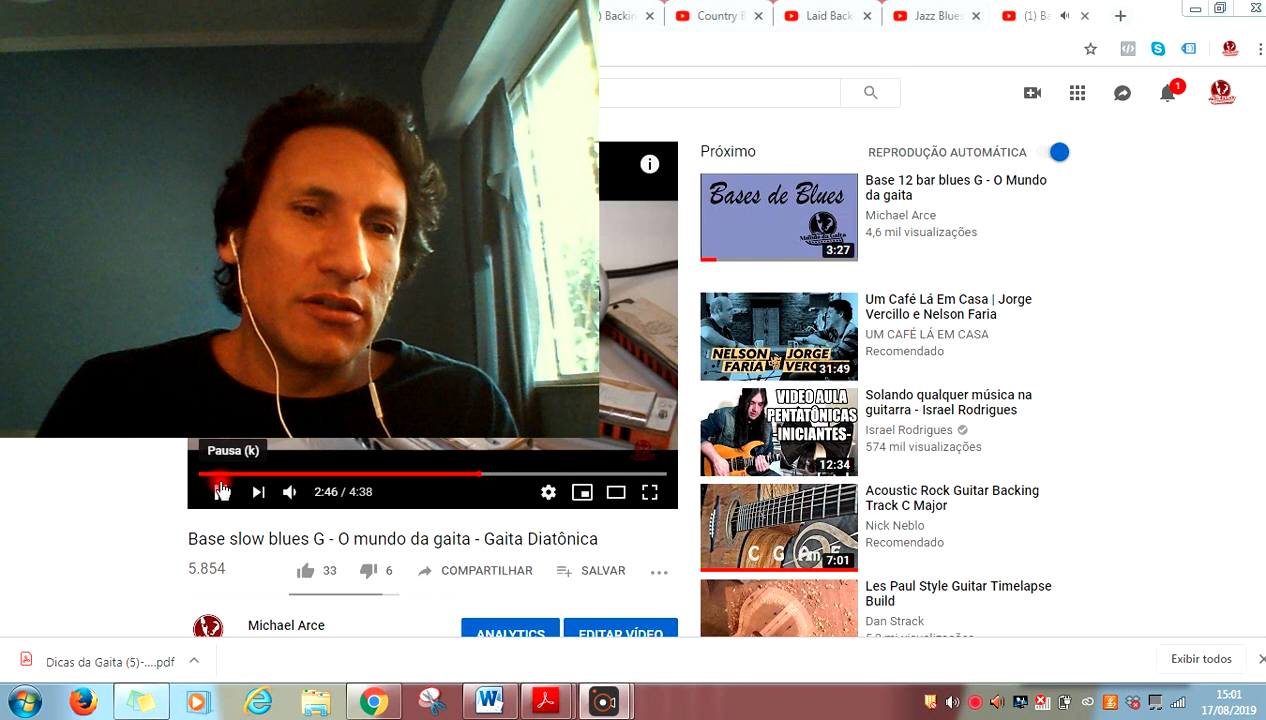 ) Backin
Country B
Laid Back
Jazz Blues
(1) Ba
1
Próximo
REPRODUÇÃO AUTOMÁTICA
Bases de Blues
3:27
Base 12 bar blues G - O Mundo
da gaita
Michael Arce
4,6 mil visualizações
NELSON
FARIA
JORGE
31:49
Um Café Lá Em Casa | Jorge
Vercillo e Nelson Faria
UM CAFÉ LÁ EM CASA
Recomendado
VIDEO AULA
PENTATÔNICAS
-INICIANTES-
12:34
Solando qualquer música na
guitarra - Israel Rodrigues
Israel Rodrigues
574 mil visualizações
C G Am F
7:01
Acoustic Rock Guitar Backing
Track C Major
Nick Neblo
Recomendado
Les Paul Style Guitar Timelapse
Build
Dan Strack
Pausa (k)
2:46 / 4:38
Base slow blues G - O mundo da gaita - Gaita Diatônica
5.854
33
6
COMPARTILHAR
SALVAR
Michael Arce
ANALYTICS
EDITAR VÍDEO
Dicas da Gaita (5)-....pdf
Exibir todos
15:01
17/08/2019